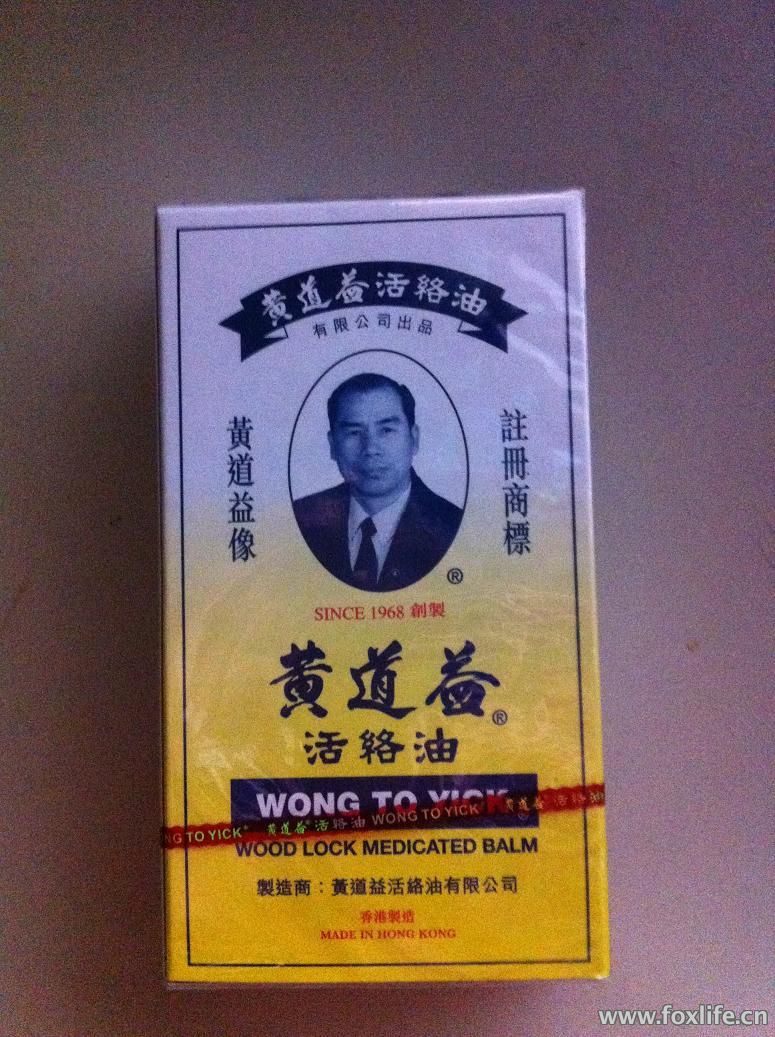 黃道益活絡油
有限公司出品
黃道益像
註冊商標
®
SINCE 1968 創製
黃道益®
活絡油
WONG TO YICK
NG TO YICK® 黃道益®活絡油 WONG TO YICK® 黃道益®活絡油
WOOD LOCK MEDICATED BALM
製造商：黃道益活絡油有限公司
香港製造
MADE IN HONG KONG
www.foxlife.cn